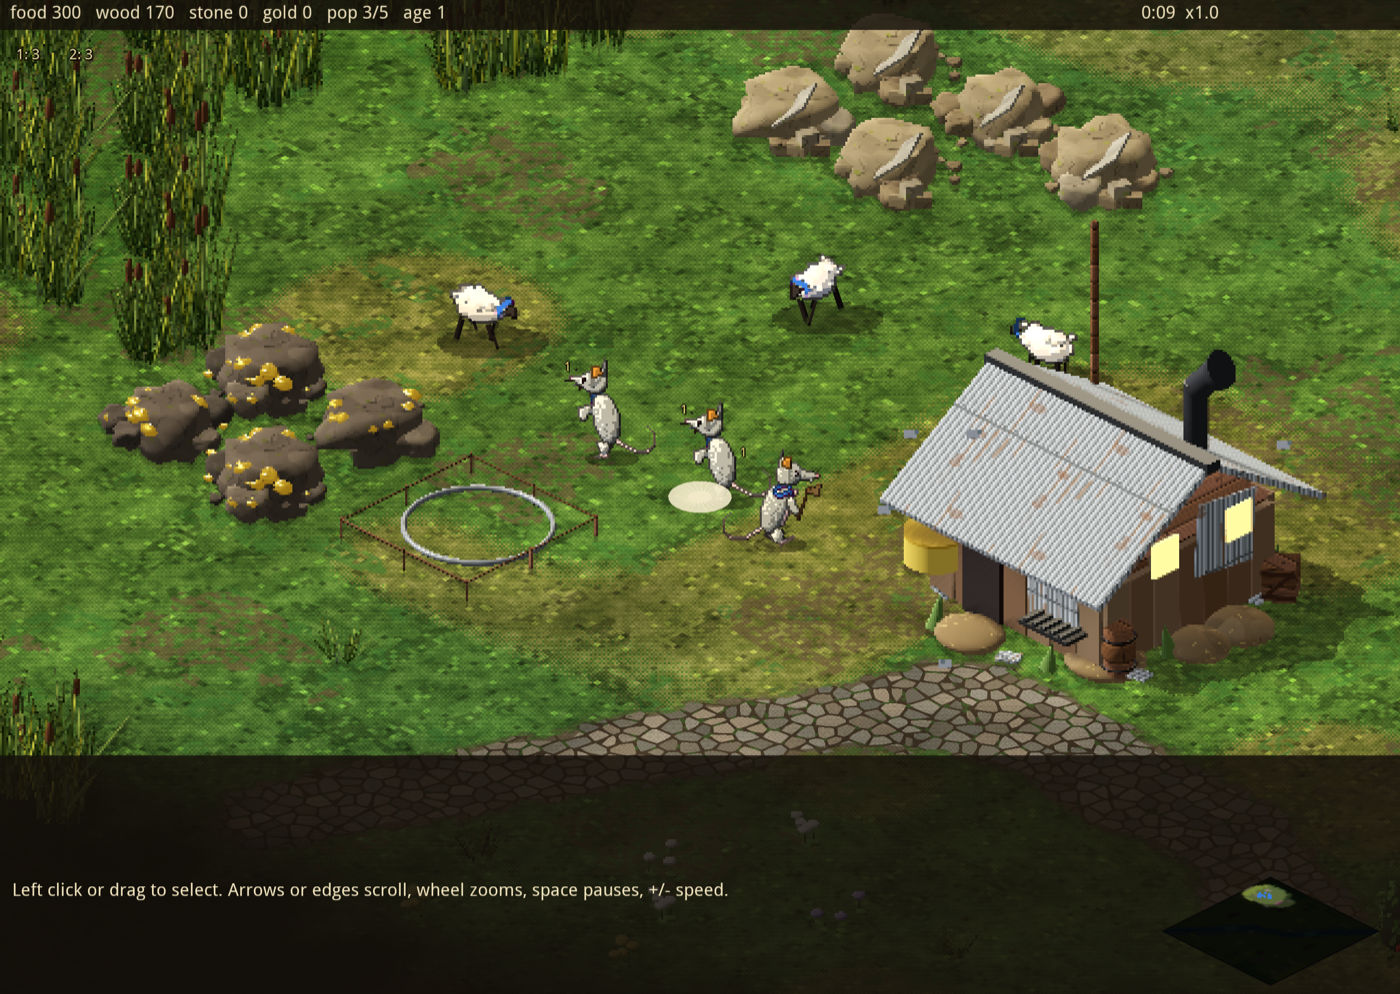 food 300 wood 170 stone 0 gold 0 pop 3/5 age 1 0:09 x1.0
1: 3 2: 3
Left click or drag to select. Arrows or edges scroll, wheel zooms, space pauses, +/- speed.